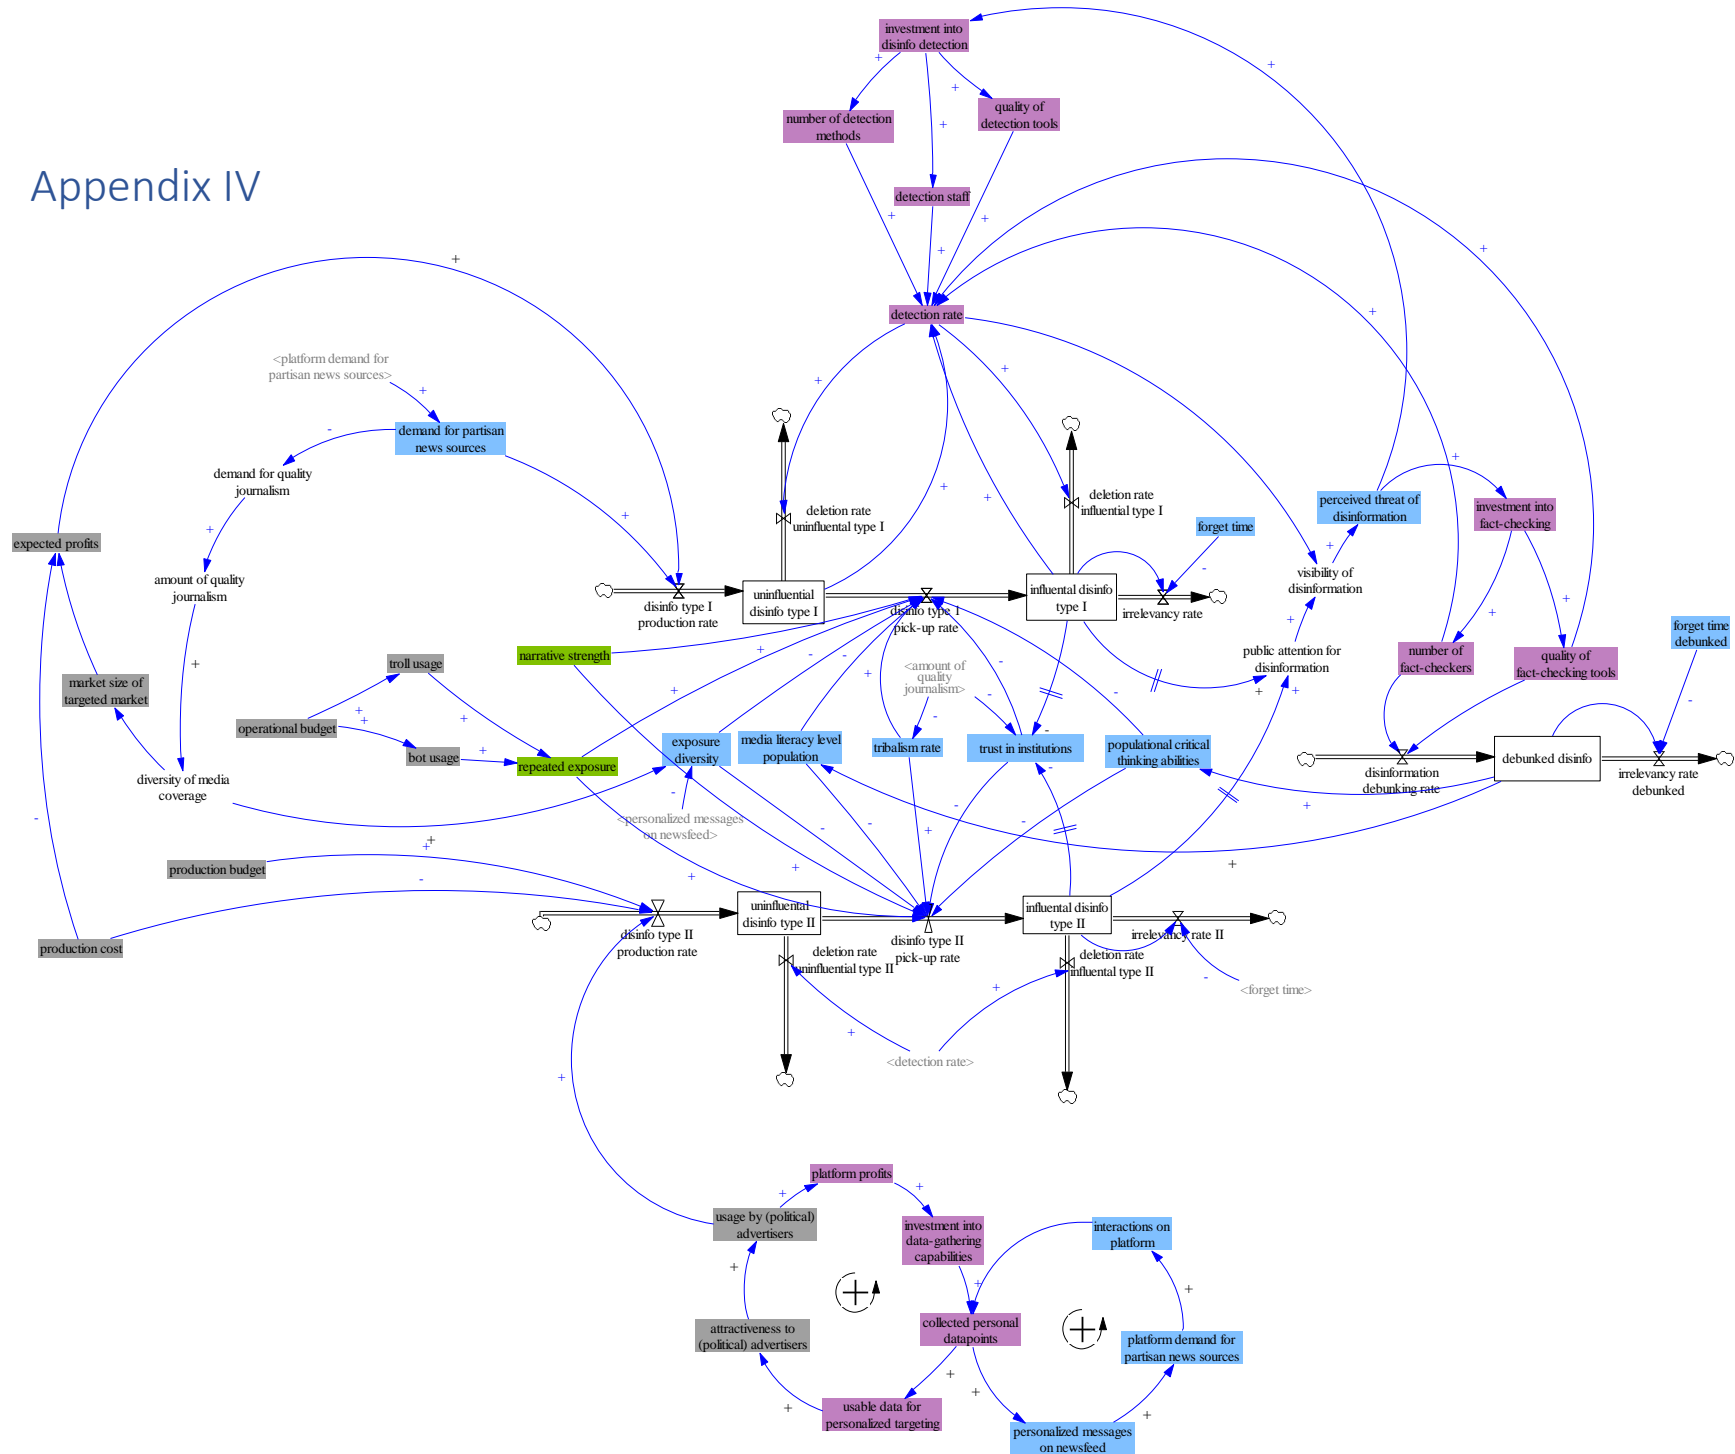 Appendix IV
investment into
disinfo detection
number of detection
methods
quality of
detection tools
detection staff
detection rate
<platform demand for
partisan news sources>
demand for partisan
news sources
demand for quality
journalism
expected profits
amount of quality
journalism
deletion rate
uninfluential type I
deletion rate
influential type I
forget time
perceived threat of
disinformation
investment into
fact-checking
visibility of
disinformation
disinfo type I
production rate
uninfluential
disinfo type I
disinfo type I
pick-up rate
influental disinfo
type I
irrelevancy rate
narrative strength
troll usage
market size of
targeted market
operational budget
bot usage
repeated exposure
exposure
diversity
media literacy level
population
tribalism rate
<amount of
quality
journalism>
trust in institutions
populational critical
thinking abilities
public attention for
disinformation
number of
fact-checkers
quality of
fact-checking tools
forget time
debunked
diversity of media
coverage
<personalized messages
on newsfeed>
disinformation
debunking rate
debunked disinfo
irrelevancy rate
debunked
production budget
production cost
disinfo type II
production rate
uninfluental
disinfo type II
deletion rate
uninfluential type II
disinfo type II
pick-up rate
influental disinfo
type II
irrelevancy rate II
deletion rate
influental type II
<forget time>
<detection rate>
platform profits
usage by (political)
advertisers
investment into
data-gathering
capabilities
interactions on
platform
attractiveness to
(political) advertisers
collected personal
datapoints
platform demand for
partisan news sources
usable data for
personalized targeting
personalized messages
on newsfeed